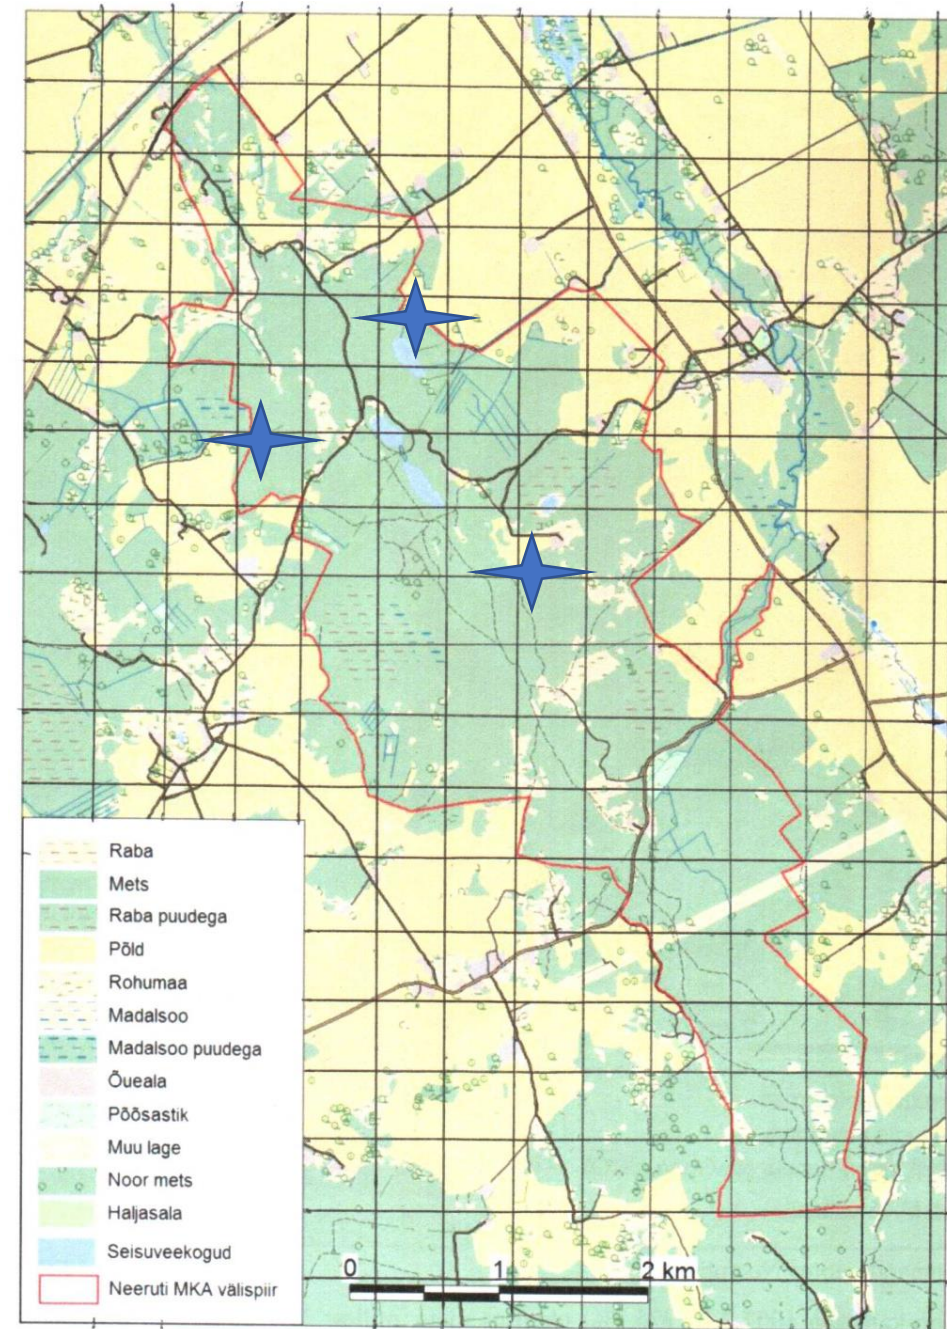 Raba
Mets
Raba puudega
Põld
Rohumaa
Madalsoo
Madalsoo puudega
Õueala
Põõsastik
Muu lage
Noor mets
Haljasala
Seisuveekogud
Neeruti MKA välispiir
0 1 2 km